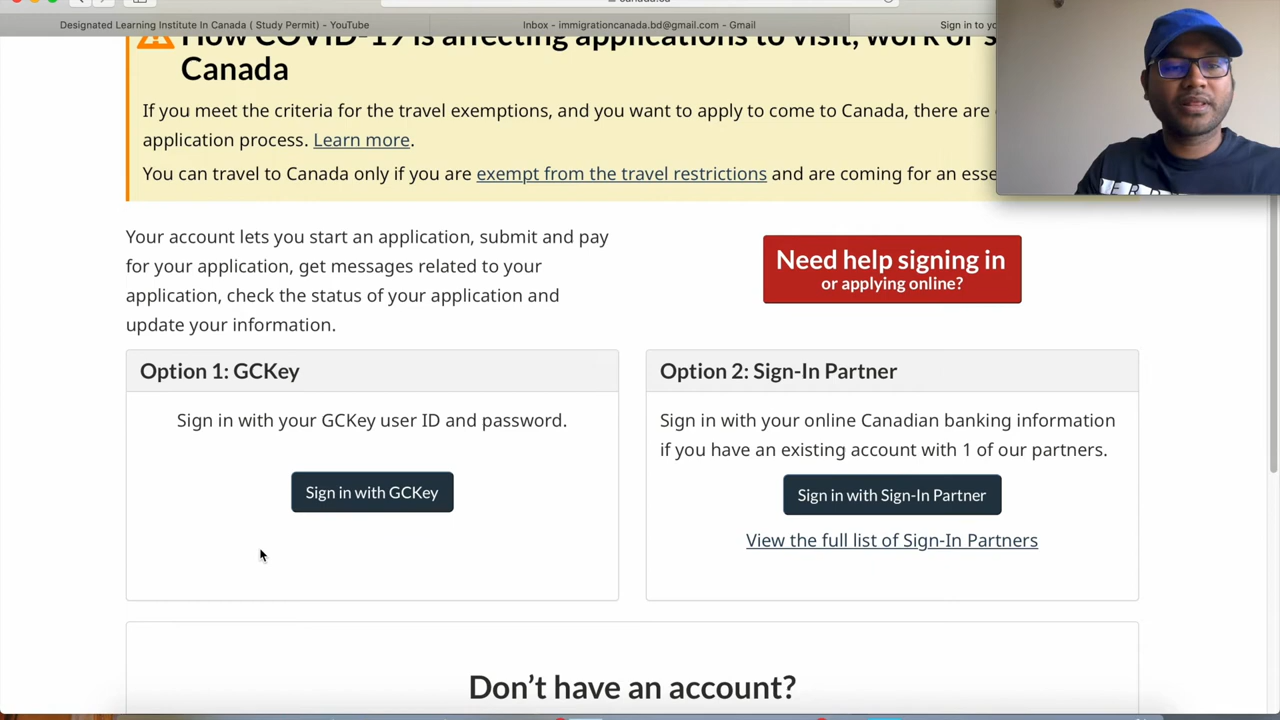 canada.ca
Designated Learning Institute In Canada ( Study Permit) - YouTube
Inbox - immigrationcanada.bd@gmail.com - Gmail
Sign in to yo
How COVID-19 is affecting applications to visit, work or s
Canada
If you meet the criteria for the travel exemptions, and you want to apply to come to Canada, there are
application process. Learn more.
You can travel to Canada only if you are exempt from the travel restrictions and are coming for an esse
Your account lets you start an application, submit and pay
for your application, get messages related to your
application, check the status of your application and
update your information.
Need help signing in
or applying online?
Option 1: GCKey
Sign in with your GCKey user ID and password.
Sign in with GCKey
Option 2: Sign-In Partner
Sign in with your online Canadian banking information
if you have an existing account with 1 of our partners.
Sign in with Sign-In Partner
View the full list of Sign-In Partners
Don’t have an account?